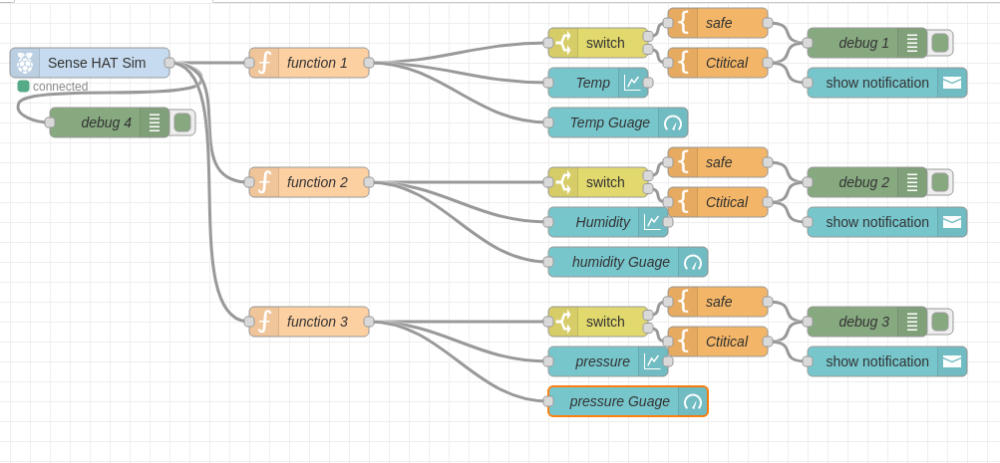 safe
switch
debug 1
Sense HAT Sim
function 1
Ctitical
connected
Temp
show notification
debug 4
Temp Guage
safe
function 2
switch
debug 2
Ctitical
Humidity
show notification
humidity Guage
safe
function 3
switch
debug 3
Ctitical
pressure
show notification
pressure Guage